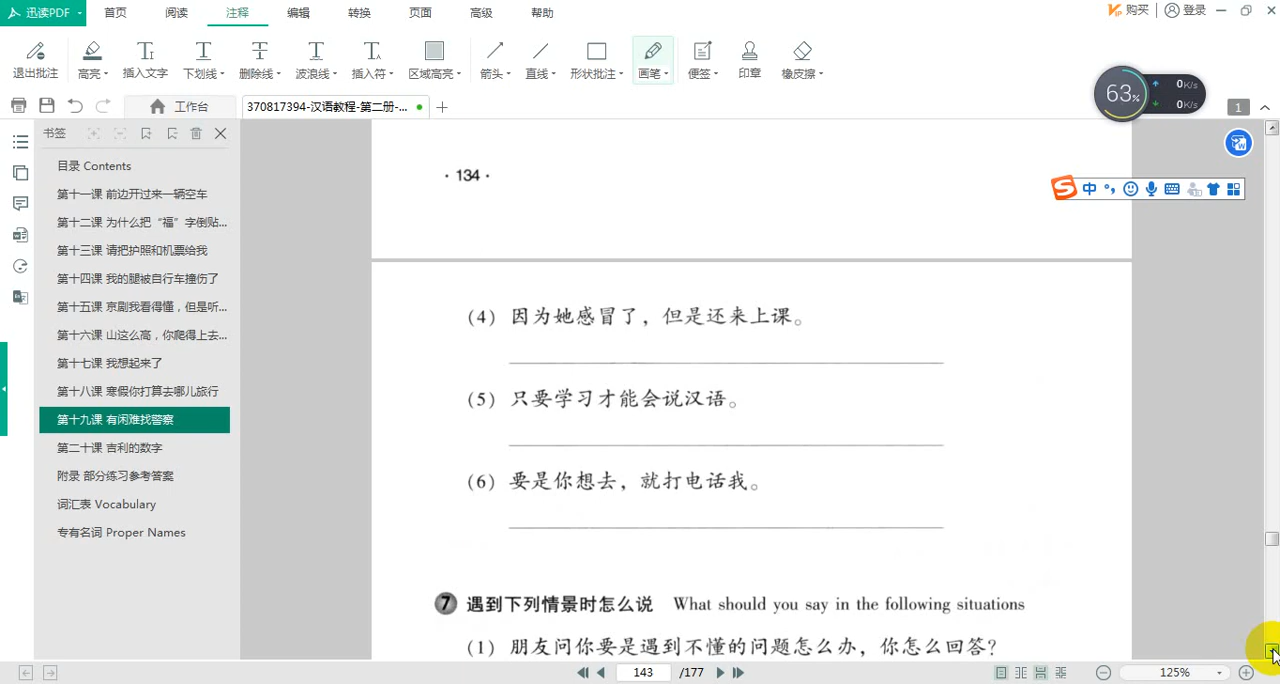 迅读PDF 首页 阅读 注释 编辑 转换 页面 高级 帮助 购买 登录
退出批注 高亮 插入文字 下划线 删除线 波浪线 插入符 区域高亮 箭头 直线 形状批注 画笔 便签 印章 橡皮擦
工作台 370817394-汉语教程-第二册-...
63% 0K/s
0K/s
1
中
书签
目录 Contents
第十一课 前边开过来一辆空车
第十二课 为什么把“福”字倒贴...
第十三课 请把护照和机票给我
第十四课 我的腿被自行车撞伤了
第十五课 京剧我看得懂，但是听...
第十六课 山这么高，你爬得上去...
第十七课 我想起来了
第十八课 寒假你打算去哪儿旅行
第十九课 有闲难找警察
第二十课 吉利的数字
附录 部分练习参考答案
词汇表 Vocabulary
专有名词 Proper Names
· 134 ·
(4) 因为她感冒了，但是还来上课。
(5) 只要学习才能会说汉语。
(6) 要是你想去，就打电话我。
7 遇到下列情景时怎么说 What should you say in the following situations
(1) 朋友问你要是遇到不懂的问题怎么办，你怎么回答？
143 /177 125%